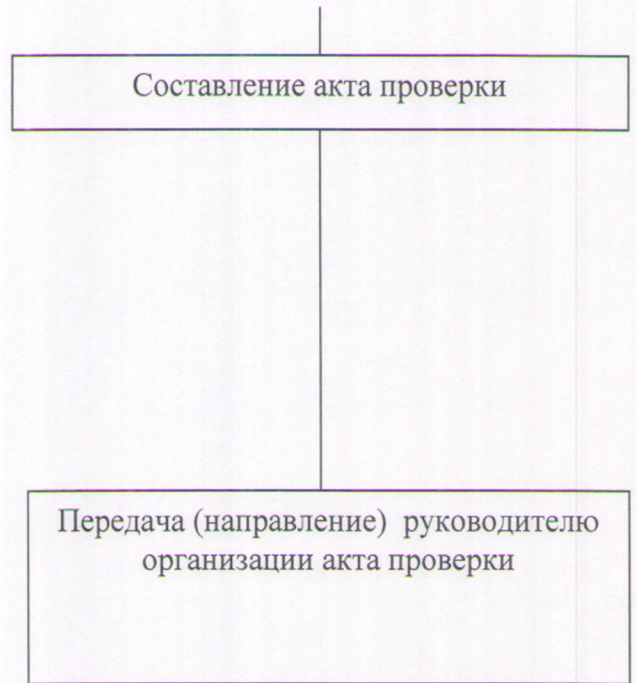 Составление акта проверки
Передача (направление) руководителю
организации акта проверки